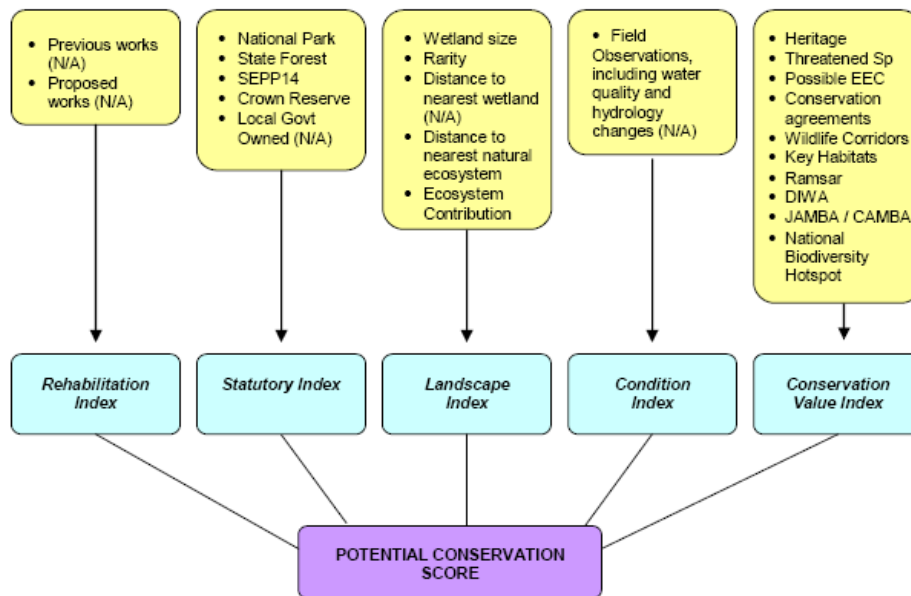 • Previous works
(N/A)
• Proposed
works (N/A)
• National Park
• State Forest
• SEPP14
• Crown Reserve
• Local Govt
Owned (N/A)
• Wetland size
• Rarity
• Distance to
nearest wetland
(N/A)
• Distance to
nearest natural
ecosystem
• Ecosystem
Contribution
• Field
Observations,
including water
quality and
hydrology
changes (N/A)
• Heritage
• Threatened Sp
• Possible EEC
• Conservation
agreements
• Wildlife Corridors
• Key Habitats
• Ramsar
• DIWA
• JAMBA / CAMBA
• National
Biodiversity
Hotspot
Rehabilitation
Index
Statutory Index
Landscape
Index
Condition
Index
Conservation
Value Index
POTENTIAL CONSERVATION
SCORE